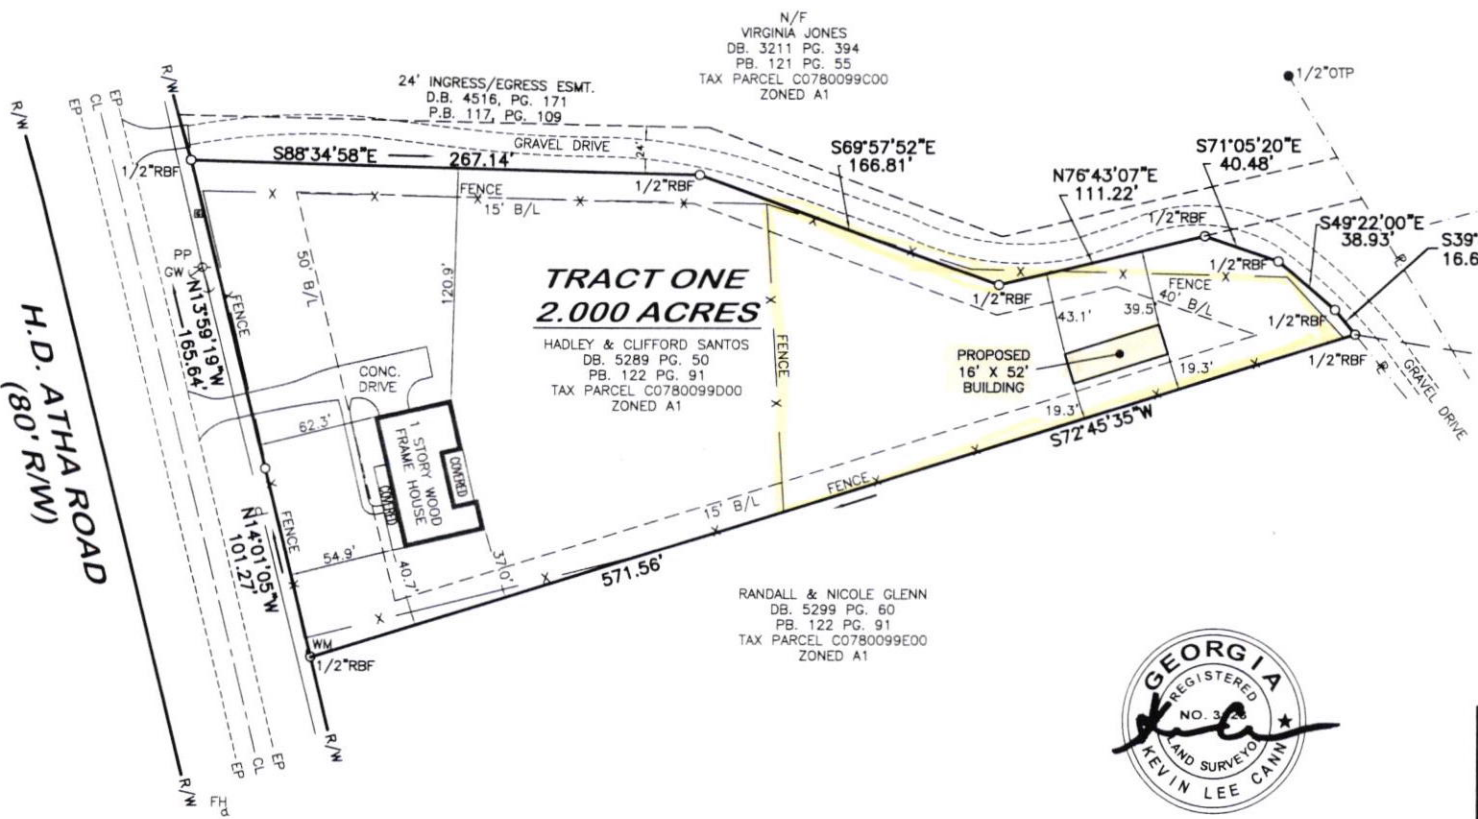 N/F
VIRGINIA JONES
DB. 3211 PG. 394
PB. 121 PG. 55
TAX PARCEL C0780099C00
ZONED A1
1/2"OTP
24' INGRESS/EGRESS ESMT.
D.B. 4516, PG. 171
P.B. 117, PG. 109
R/W
R/W
EP
CL
EP
GRAVEL DRIVE
24'
S88°34'58"E
267.14'
1/2"RBF
1/2"RBF
FENCE
15' B/L
S69°57'52"E
166.81'
N76°43'07"E
111.22'
S71°05'20"E
40.48'
1/2"RBF
S49°22'00"E
38.93'
S39°
16.6
1/2"RBF
1/2"RBF
FENCE
40' B/L
1/2"RBF
1/2"RBF
GRAVEL DRIVE
PP
GW
N13°59'19"W
165.64'
FENCE
50' B/L
120.9'
TRACT ONE
2.000 ACRES
HADLEY & CLIFFORD SANTOS
DB. 5289 PG. 50
PB. 122 PG. 91
TAX PARCEL C0780099D00
ZONED A1
FENCE
43.1'
39.5'
PROPOSED
16' X 52'
BUILDING
19.3'
19.3'
S72°45'35"W
H.D. ATHA ROAD
(80' R/W)
CONC.
DRIVE
62.3'
1 STORY WOOD
FRAME HOUSE
COVERED
COVERED
FENCE
15' B/L
N14°01'05"W
101.27'
FENCE
54.9'
40.7'
37.0'
571.56'
WM
1/2"RBF
RANDALL & NICOLE GLENN
DB. 5299 PG. 60
PB. 122 PG. 91
TAX PARCEL C0780099E00
ZONED A1
R/W
EP
CL
EP
R/W
FH
GEORGIA
REGISTERED
LAND SURVEYOR
KEVIN LEE CANN